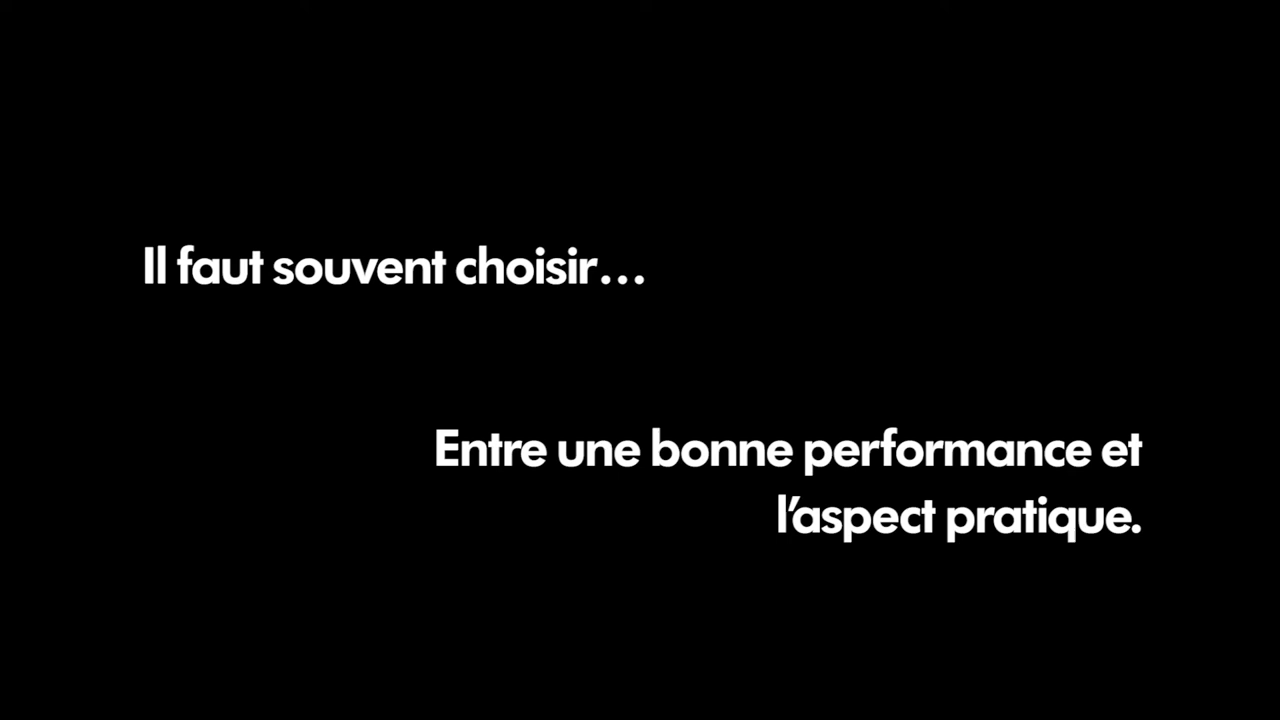 Il faut souvent choisir…
Entre une bonne performance et
l’aspect pratique.